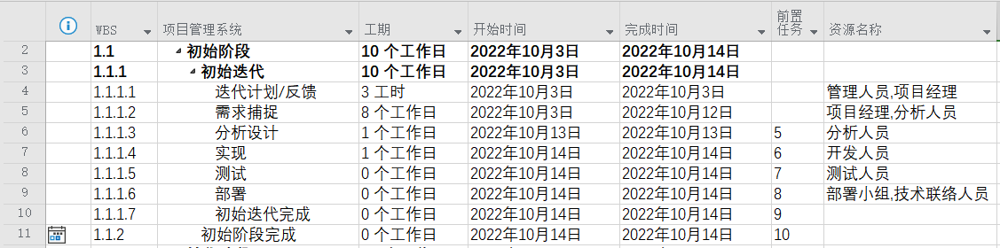 WBS 项目管理系统 工期 开始时间 完成时间 前置任务 资源名称
2 1.1 初始阶段 10 个工作日 2022年10月3日 2022年10月14日
3 1.1.1 初始迭代 10 个工作日 2022年10月3日 2022年10月14日
4 1.1.1.1 迭代计划/反馈 3 工时 2022年10月3日 2022年10月3日 管理人员,项目经理
5 1.1.1.2 需求捕捉 8 个工作日 2022年10月3日 2022年10月12日 项目经理,分析人员
6 1.1.1.3 分析设计 1 个工作日 2022年10月13日 2022年10月13日 5 分析人员
7 1.1.1.4 实现 1 个工作日 2022年10月14日 2022年10月14日 6 开发人员
8 1.1.1.5 测试 0 个工作日 2022年10月14日 2022年10月14日 7 测试人员
9 1.1.1.6 部署 0 个工作日 2022年10月14日 2022年10月14日 8 部署小组,技术联络人员
10 1.1.1.7 初始迭代完成 0 个工作日 2022年10月14日 2022年10月14日 9
11 1.1.2 初始阶段完成 0 个工作日 2022年10月14日 2022年10月14日 10